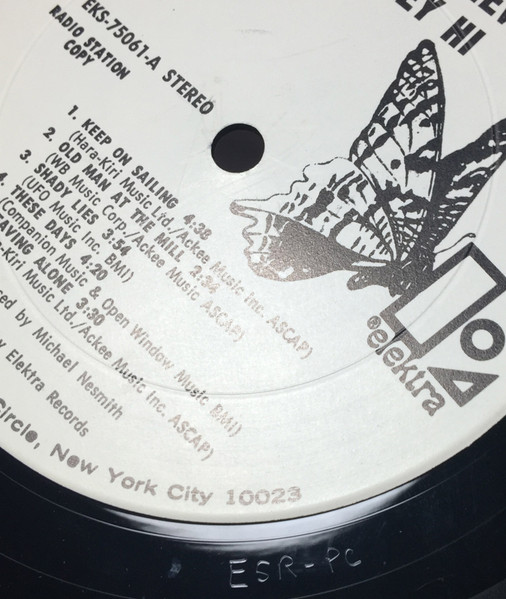 EY HI
EKS-75061-A STEREO
RADIO STATION
COPY
1. KEEP ON SAILING 4:38
(Hara-Kiri Music Ltd./Ackee Music Inc. ASCAP)
2. OLD MAN AT THE MILL 2:34
(WB Music Corp./Ackee Music ASCAP)
3. SHADY LIES 3:54
(UFO Music Inc. BMI)
4. THESE DAYS 4:20
(Companion Music & Open Window Music BMI)
AVING ALONE 3:30
-Kiri Music Ltd./Ackee Music Inc. ASCAP)
ced by Michael Nesmith
y Elektra Records
Circle, New York City 10023
®elektra
ESR-PC